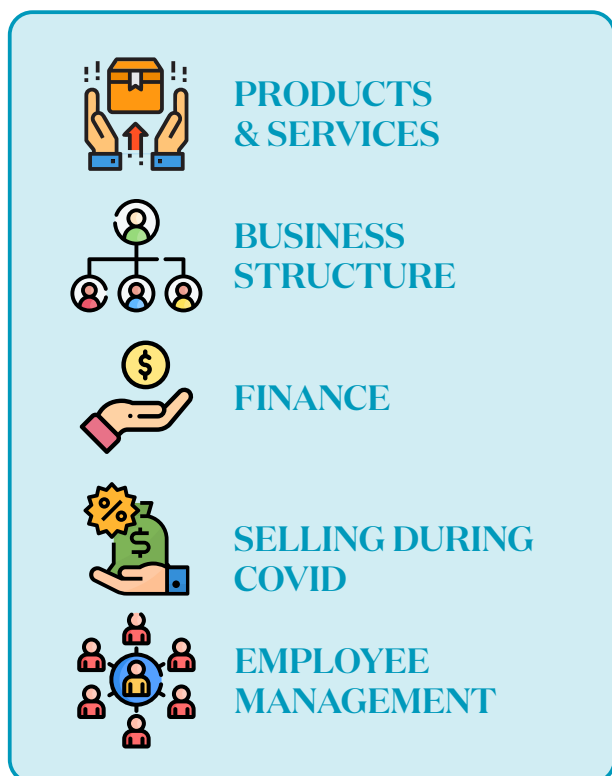 PRODUCTS
& SERVICES
BUSINESS
STRUCTURE
FINANCE
SELLING DURING
COVID
EMPLOYEE
MANAGEMENT